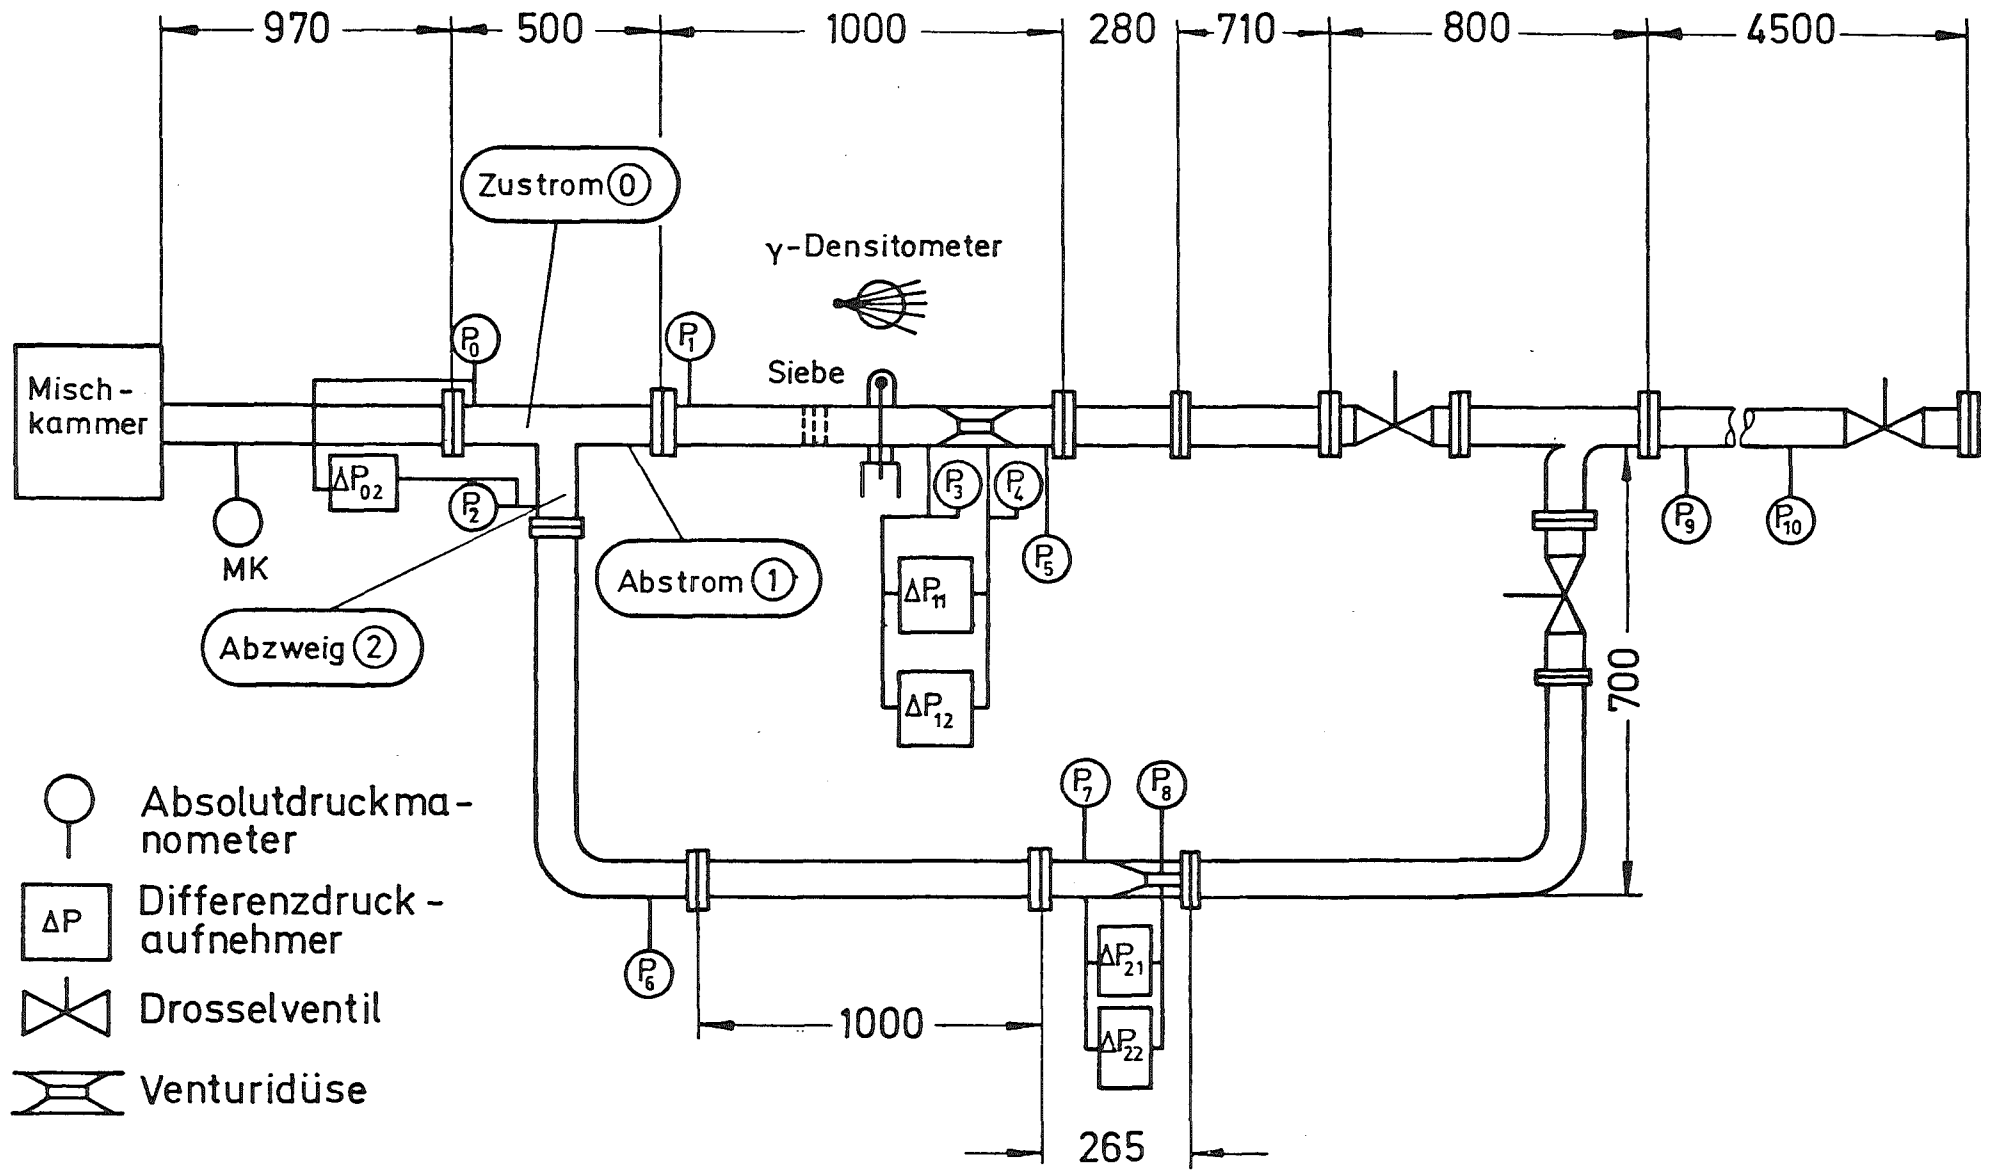 970
500
1000
280
710
800
4500
Zustrom 0
γ-Densitometer
P0
P1
Siebe
Misch-
kammer
ΔP02
P2
MK
P3
P4
P5
P9
P10
Abstrom 1
ΔP11
Abzweig 2
ΔP12
700
P7
P8
Absolutdruckma-
nometer
ΔP
Differenzdruck-
aufnehmer
P6
ΔP21
Drosselventil
1000
ΔP22
Venturidüse
265